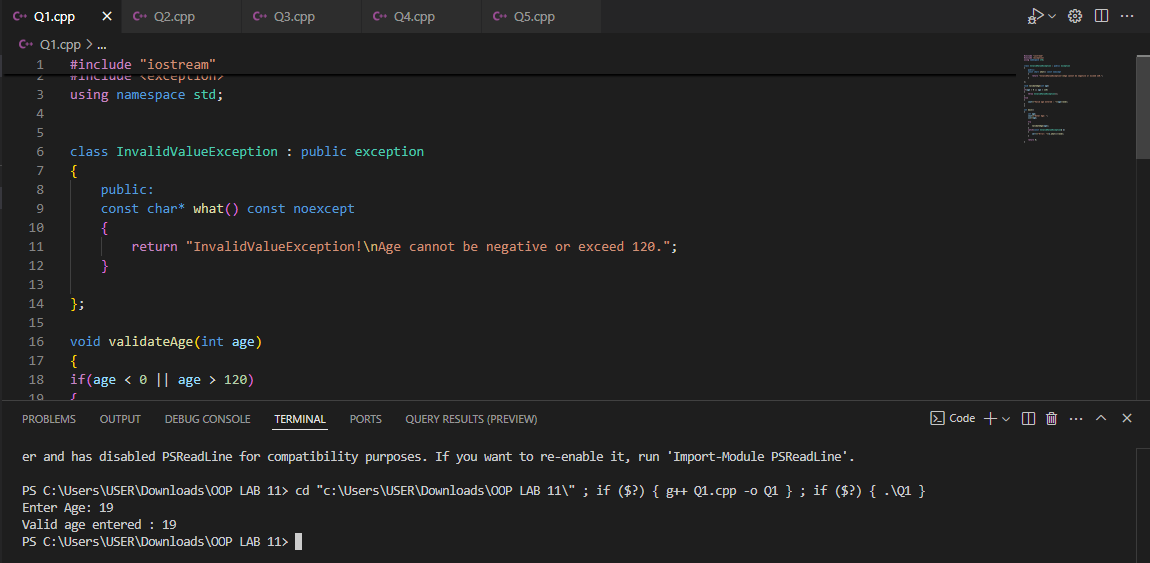 Q1.cpp Q2.cpp Q3.cpp Q4.cpp Q5.cpp
Q1.cpp > ...
1 #include "iostream"
2 #include <exception>
3 using namespace std;
4
5
6 class InvalidValueException : public exception
7 {
8 public:
9 const char* what() const noexcept
10 {
11 return "InvalidValueException!\nAge cannot be negative or exceed 120.";
12 }
13
14 };
15
16 void validateAge(int age)
17 {
18 if(age < 0 || age > 120)
19 {
PROBLEMS OUTPUT DEBUG CONSOLE TERMINAL PORTS QUERY RESULTS (PREVIEW) Code
er and has disabled PSReadLine for compatibility purposes. If you want to re-enable it, run 'Import-Module PSReadLine'.
PS C:\Users\USER\Downloads\OOP LAB 11> cd "c:\Users\USER\Downloads\OOP LAB 11\" ; if ($?) { g++ Q1.cpp -o Q1 } ; if ($?) { .\Q1 }
Enter Age: 19
Valid age entered : 19
PS C:\Users\USER\Downloads\OOP LAB 11>